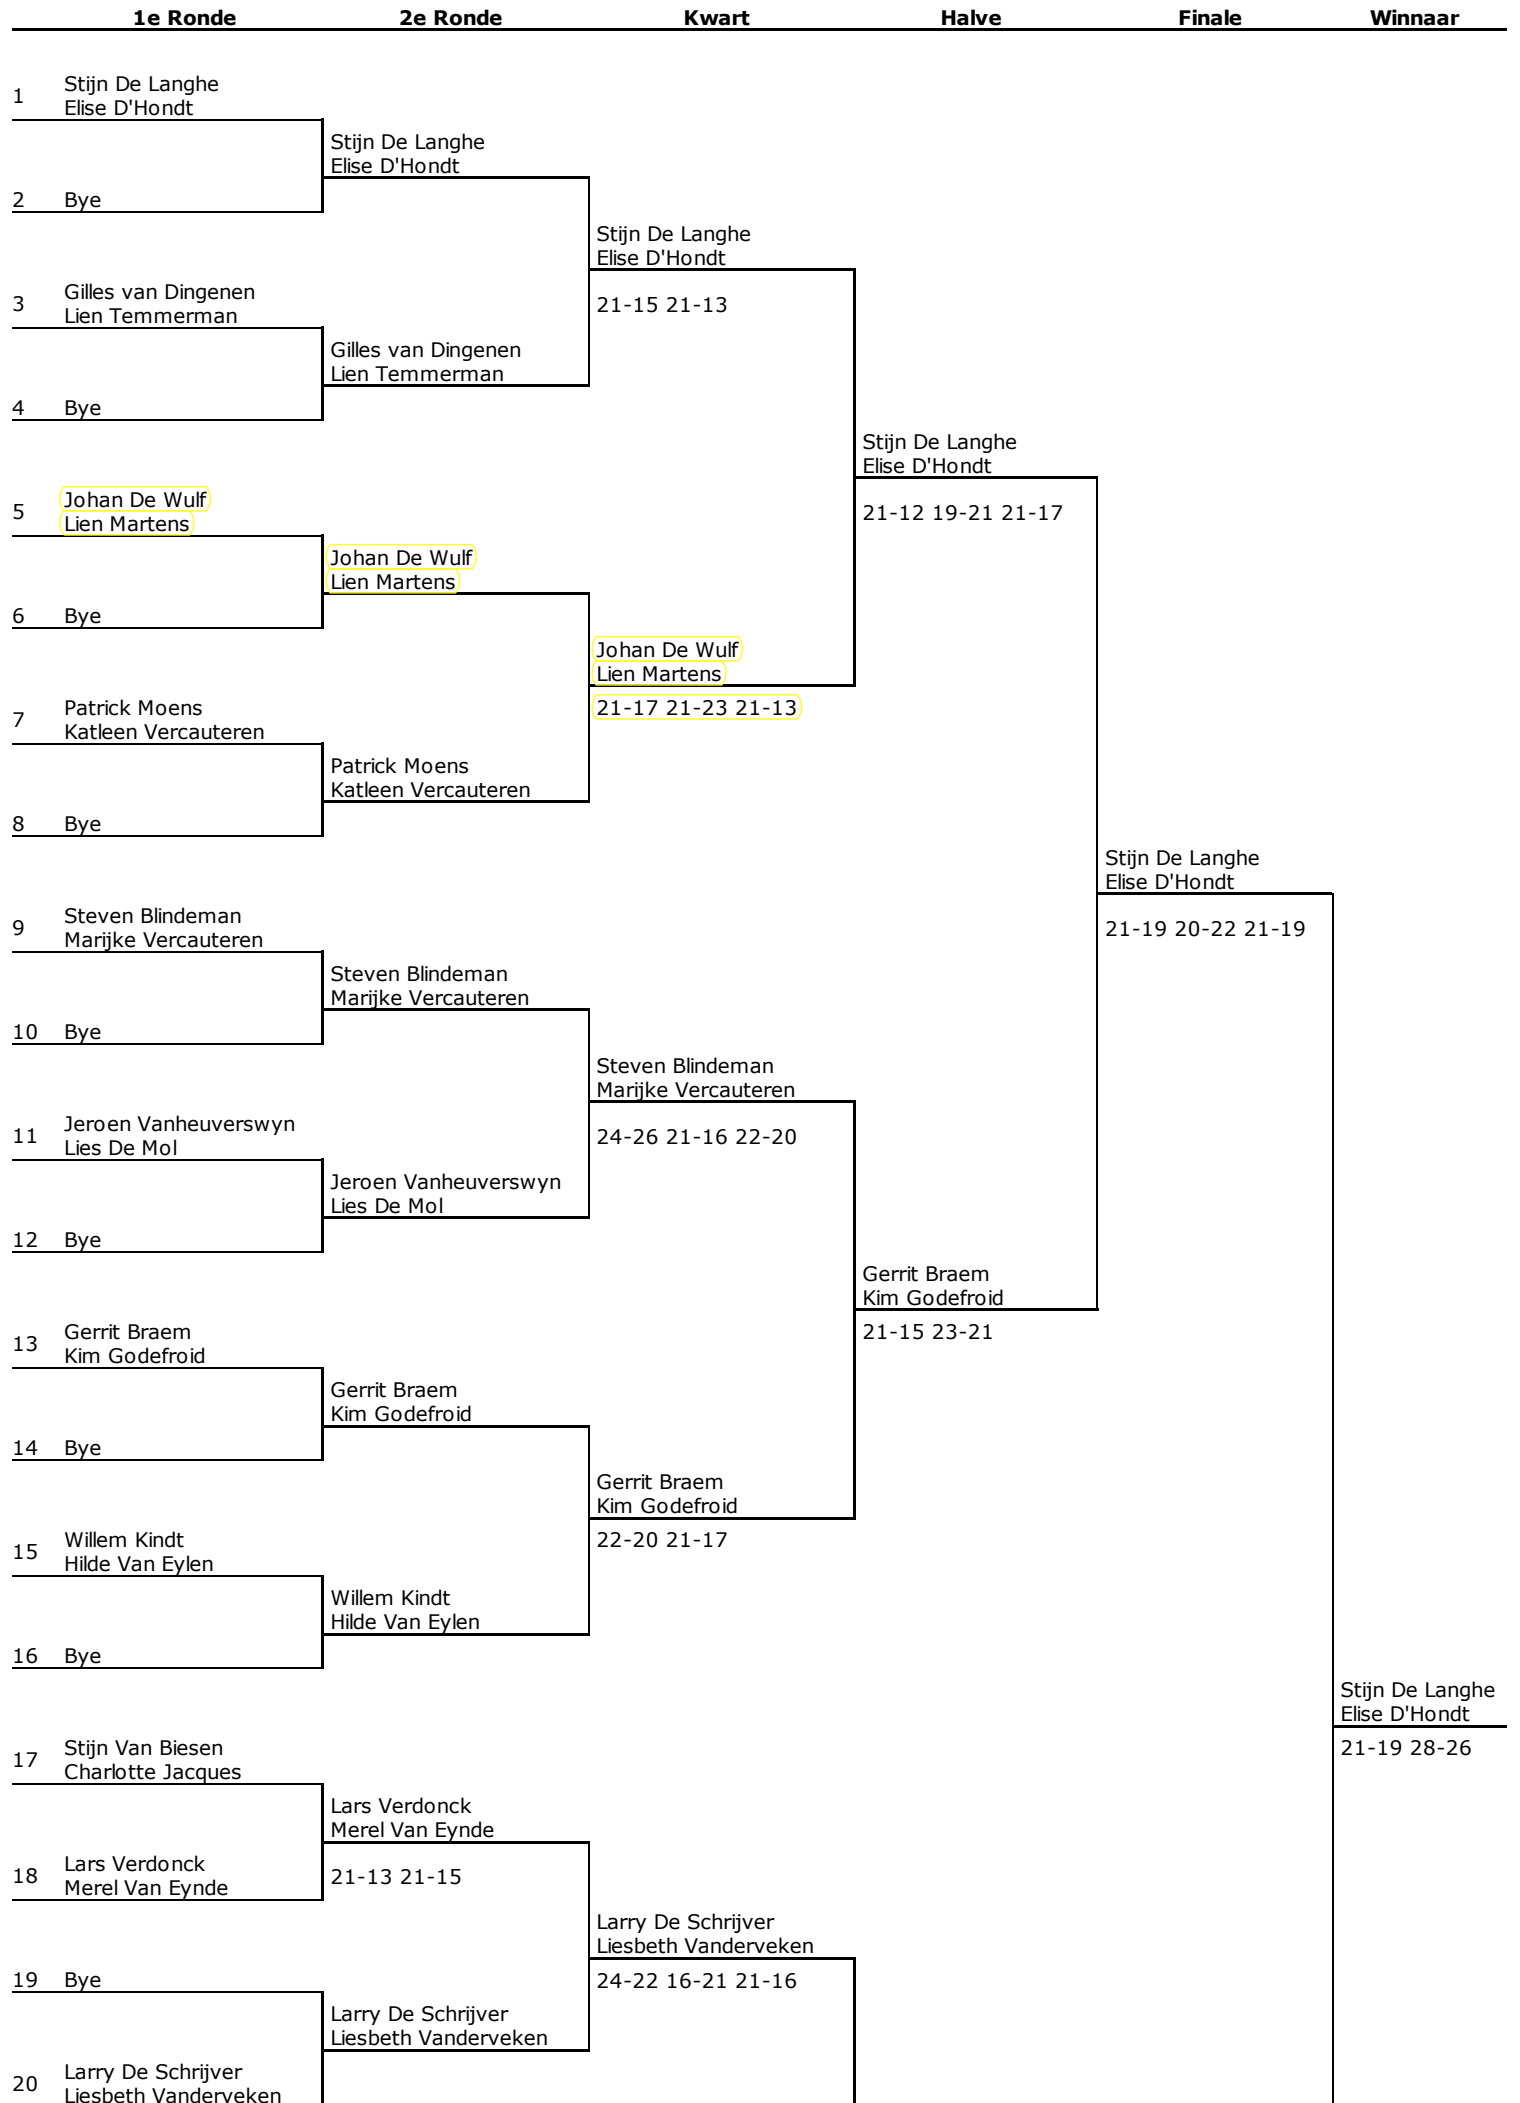 1e Ronde 2e Ronde Kwart Halve Finale Winnaar
1 Stijn De Langhe
Elise D'Hondt
Stijn De Langhe
Elise D'Hondt
2 Bye
Stijn De Langhe
Elise D'Hondt
3 Gilles van Dingenen
Lien Temmerman
21-15 21-13
Gilles van Dingenen
Lien Temmerman
4 Bye
Stijn De Langhe
Elise D'Hondt
5 Johan De Wulf
Lien Martens
21-12 19-21 21-17
Johan De Wulf
Lien Martens
6 Bye
Johan De Wulf
Lien Martens
7 Patrick Moens
Katleen Vercauteren
21-17 21-23 21-13
Patrick Moens
Katleen Vercauteren
8 Bye
Stijn De Langhe
Elise D'Hondt
9 Steven Blindeman
Marijke Vercauteren
21-19 20-22 21-19
Steven Blindeman
Marijke Vercauteren
10 Bye
Steven Blindeman
Marijke Vercauteren
11 Jeroen Vanheuverswyn
Lies De Mol
24-26 21-16 22-20
Jeroen Vanheuverswyn
Lies De Mol
12 Bye
Gerrit Braem
Kim Godefroid
13 Gerrit Braem
Kim Godefroid
21-15 23-21
Gerrit Braem
Kim Godefroid
14 Bye
Gerrit Braem
Kim Godefroid
15 Willem Kindt
Hilde Van Eylen
22-20 21-17
Willem Kindt
Hilde Van Eylen
16 Bye
Stijn De Langhe
Elise D'Hondt
17 Stijn Van Biesen
Charlotte Jacques
21-19 28-26
Lars Verdonck
Merel Van Eynde
18 Lars Verdonck
Merel Van Eynde
21-13 21-15
Larry De Schrijver
Liesbeth Vanderveken
19 Bye
24-22 16-21 21-16
Larry De Schrijver
Liesbeth Vanderveken
20 Larry De Schrijver
Liesbeth Vanderveken